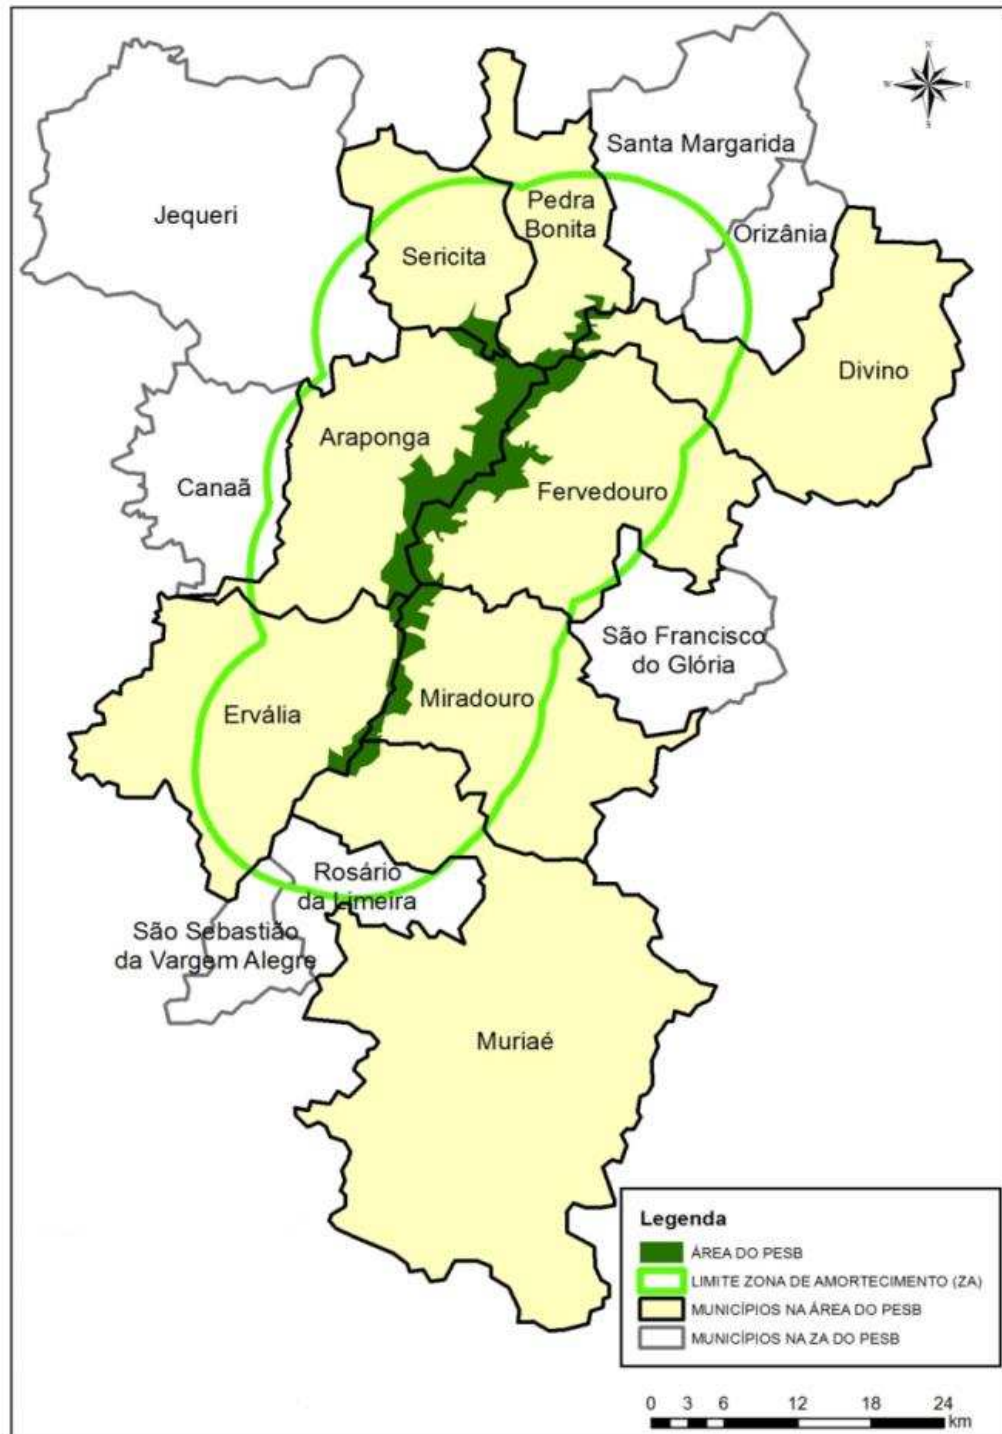 N
W E
S
Santa Margarida
Jequeri
Pedra
Bonita
Orizânia
Sericita
Divino
Araponga
Canaã
Fervedouro
São Francisco
do Glória
Miradouro
Ervália
Rosário
da Limeira
São Sebastião
da Vargem Alegre
Muriaé
Legenda
ÁREA DO PESB
LIMITE ZONA DE AMORTECIMENTO (ZA)
MUNICÍPIOS NA ÁREA DO PESB
MUNICÍPIOS NA ZA DO PESB
0 3 6 12 18 24
km